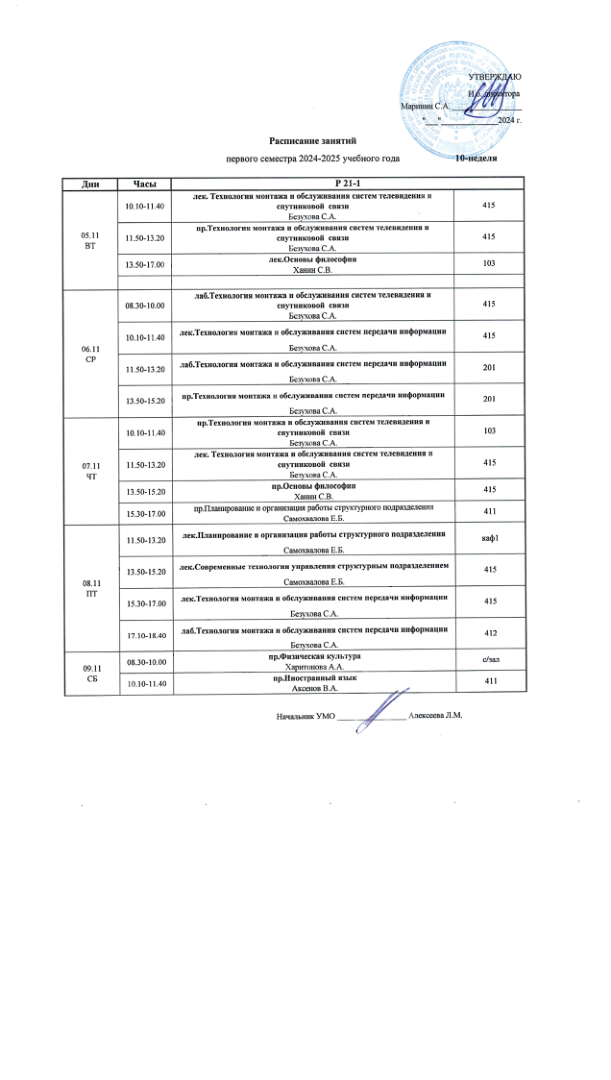 УТВЕРЖДАЮ
И.о. директора
Маринин С.А.
"___"______________2024 г.
Расписание занятий
первого семестра 2024-2025 учебного года 10-неделя
Дни Часы Р 21-1
05.11
ВТ
10.10-11.40 лек. Технология монтажа и обслуживания систем телевидения и
спутниковой связи
Безухова С.А. 415
11.50-13.20 пр.Технология монтажа и обслуживания систем телевидения и
спутниковой связи
Безухова С.А. 415
13.50-17.00 лек.Основы философии
Ханин С.В. 103
06.11
СР
08.30-10.00 лаб.Технология монтажа и обслуживания систем телевидения и
спутниковой связи
Безухова С.А. 415
10.10-11.40 лек.Технология монтажа и обслуживания систем передачи информации
Безухова С.А. 415
11.50-13.20 лаб.Технология монтажа и обслуживания систем передачи информации
Безухова С.А. 201
13.50-15.20 пр.Технология монтажа и обслуживания систем передачи информации
Безухова С.А. 201
07.11
ЧТ
10.10-11.40 пр.Технология монтажа и обслуживания систем телевидения и
спутниковой связи
Безухова С.А. 103
11.50-13.20 лек. Технология монтажа и обслуживания систем телевидения и
спутниковой связи
Безухова С.А. 415
13.50-15.20 пр.Основы философии
Ханин С.В. 415
15.30-17.00 пр.Планирование и организация работы структурного подразделения
Самохвалова Е.Б. 411
08.11
ПТ
11.50-13.20 лек.Планирование и организация работы структурного подразделения
Самохвалова Е.Б. каф1
13.50-15.20 лек.Современные технологии управления структурным подразделением
Самохвалова Е.Б. 415
15.30-17.00 лек.Технология монтажа и обслуживания систем передачи информации
Безухова С.А. 415
17.10-18.40 лаб.Технология монтажа и обслуживания систем передачи информации
Безухова С.А. 412
09.11
СБ
08.30-10.00 пр.Физическая культура
Харитонова А.А. с/зал
10.10-11.40 пр.Иностранный язык
Аксенов В.А. 411
Начальник УМО ________________ Алексеева Л.М.